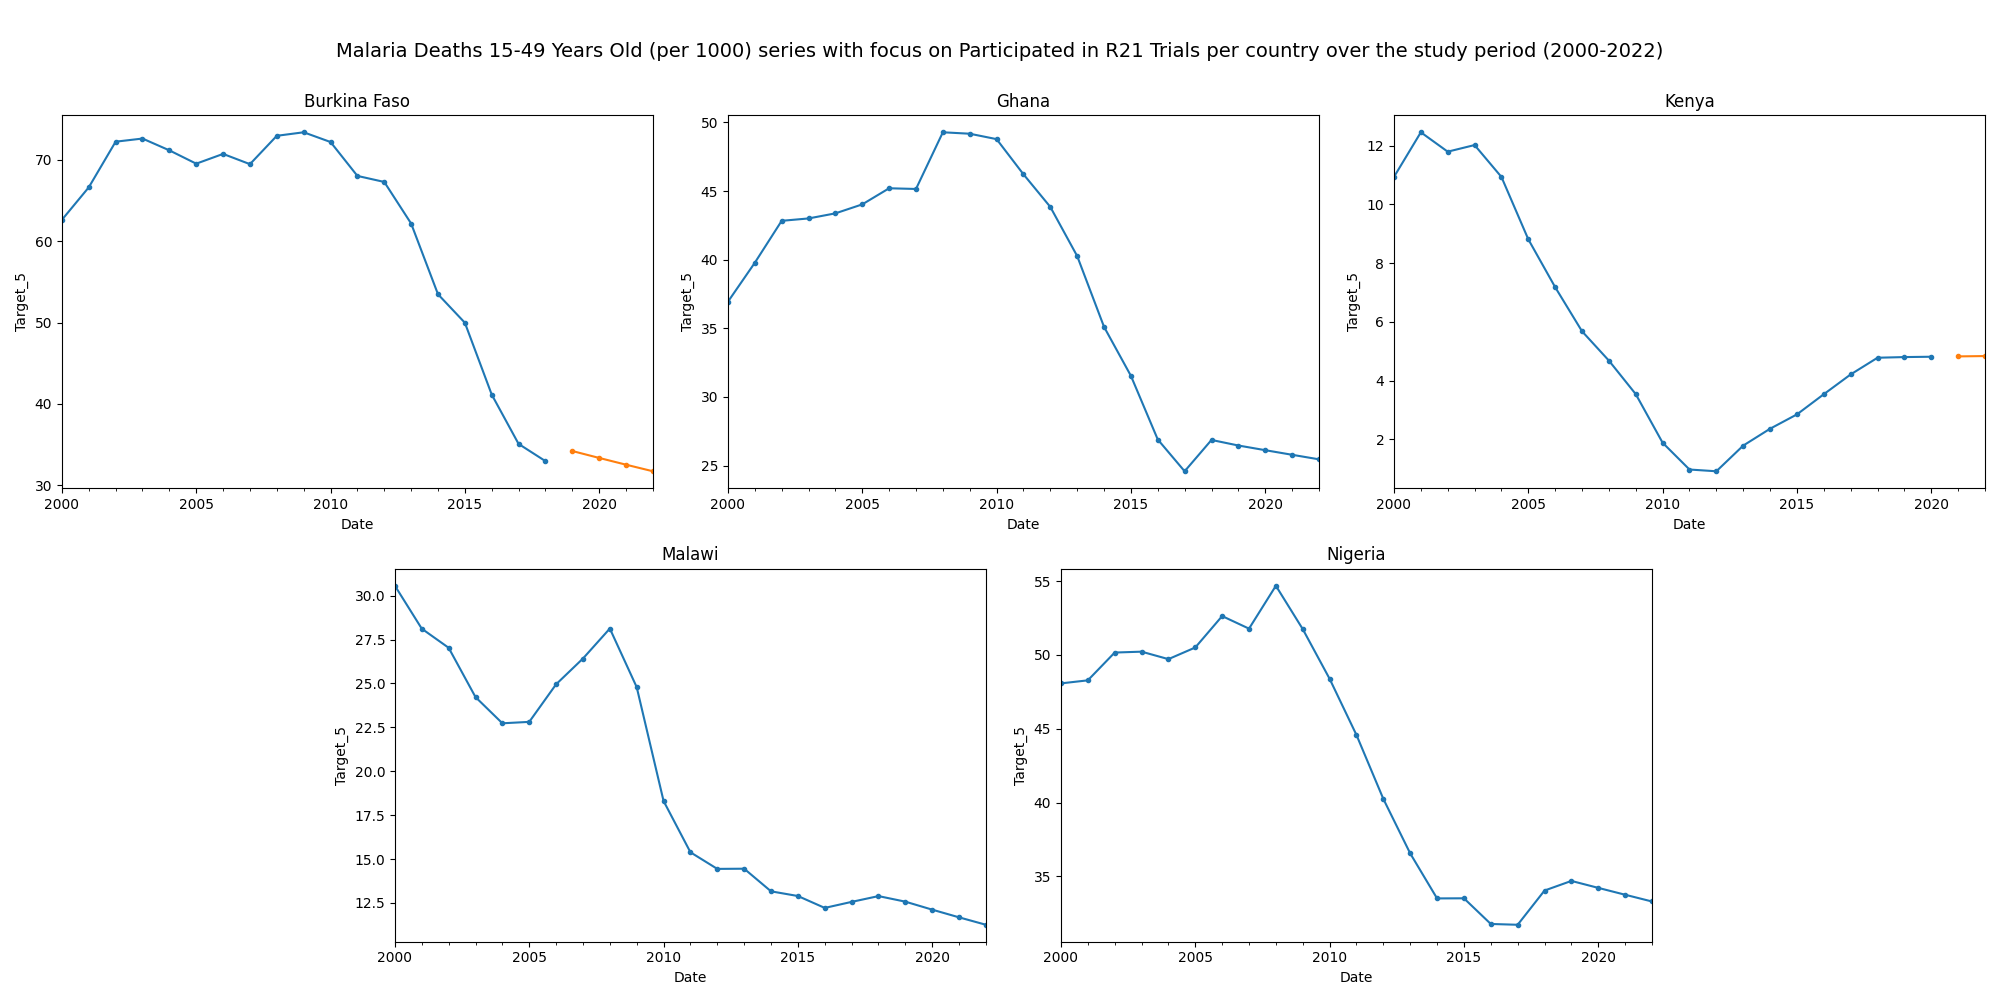 Malaria Deaths 15-49 Years Old (per 1000) series with focus on Participated in R21 Trials per country over the study period (2000-2022)
Burkina Faso
70
60
50
40
30
Target_5
2000 2005 2010 2015 2020
Date
Ghana
50
45
40
35
30
25
Target_5
2000 2005 2010 2015 2020
Date
Kenya
12
10
8
6
4
2
Target_5
2000 2005 2010 2015 2020
Date
Malawi
30.0
27.5
25.0
22.5
20.0
17.5
15.0
12.5
Target_5
2000 2005 2010 2015 2020
Date
Nigeria
55
50
45
40
35
Target_5
2000 2005 2010 2015 2020
Date